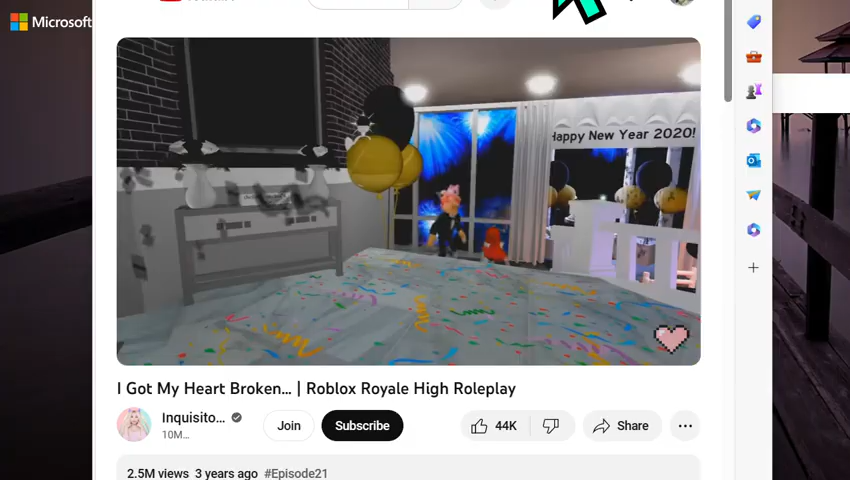 Microsoft
Happy New Year 2020!
I Got My Heart Broken... | Roblox Royale High Roleplay
Inquisito...
10M...
Join
Subscribe
44K
Share
2.5M views 3 years ago #Episode21